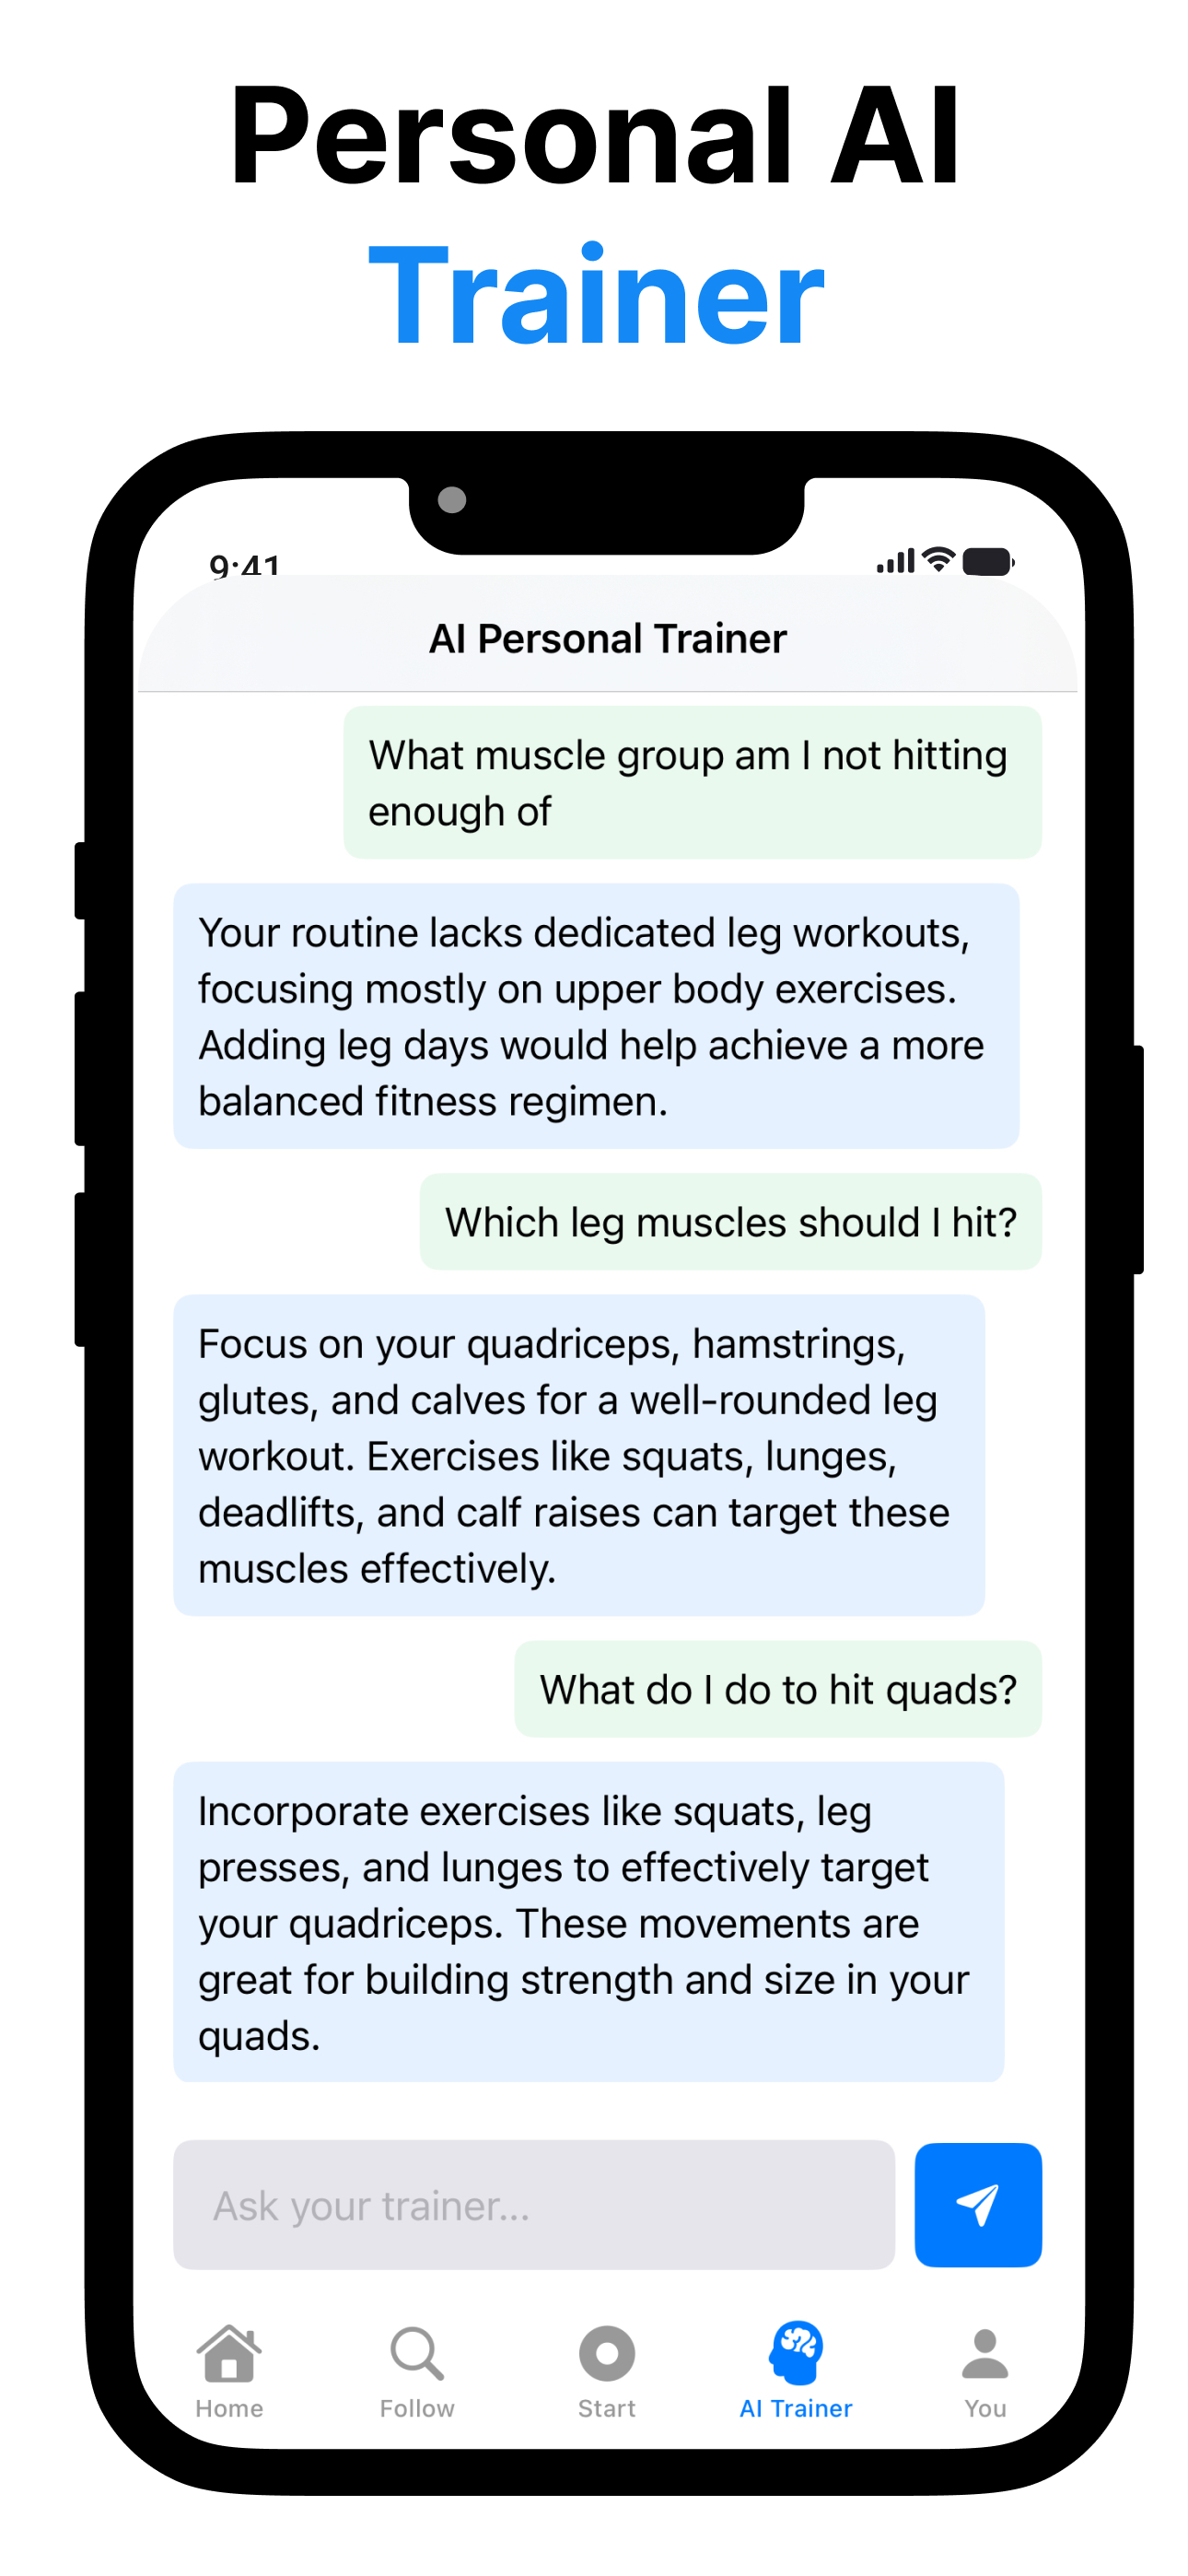 Personal AI
Trainer
9:41
AI Personal Trainer
What muscle group am I not hitting
enough of
Your routine lacks dedicated leg workouts,
focusing mostly on upper body exercises.
Adding leg days would help achieve a more
balanced fitness regimen.
Which leg muscles should I hit?
Focus on your quadriceps, hamstrings,
glutes, and calves for a well-rounded leg
workout. Exercises like squats, lunges,
deadlifts, and calf raises can target these
muscles effectively.
What do I do to hit quads?
Incorporate exercises like squats, leg
presses, and lunges to effectively target
your quadriceps. These movements are
great for building strength and size in your
quads.
Ask your trainer...
Home Follow Start AI Trainer You